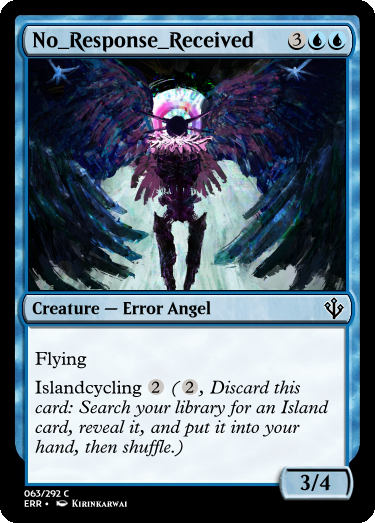 No_Response_Received 3
Creature — Error Angel
Flying
Islandcycling 2 (2, Discard this
card: Search your library for an Island
card, reveal it, and put it into your
hand, then shuffle.)
3/4
063/292 C
ERR • Kirinkarwai